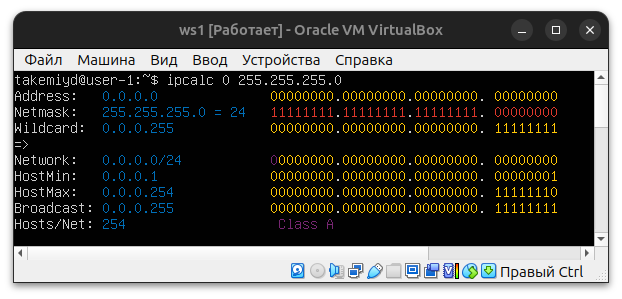 ws1 [Работает] - Oracle VM VirtualBox
Файл Машина Вид Ввод Устройства Справка
takemiyd@user-1:~$ ipcalc 0 255.255.255.0
Address: 0.0.0.0 00000000.00000000.00000000. 00000000
Netmask: 255.255.255.0 = 24 11111111.11111111.11111111. 00000000
Wildcard: 0.0.0.255 00000000.00000000.00000000. 11111111
=>
Network: 0.0.0.0/24 00000000.00000000.00000000. 00000000
HostMin: 0.0.0.1 00000000.00000000.00000000. 00000001
HostMax: 0.0.0.254 00000000.00000000.00000000. 11111110
Broadcast: 0.0.0.255 00000000.00000000.00000000. 11111111
Hosts/Net: 254 Class A
Правый Ctrl